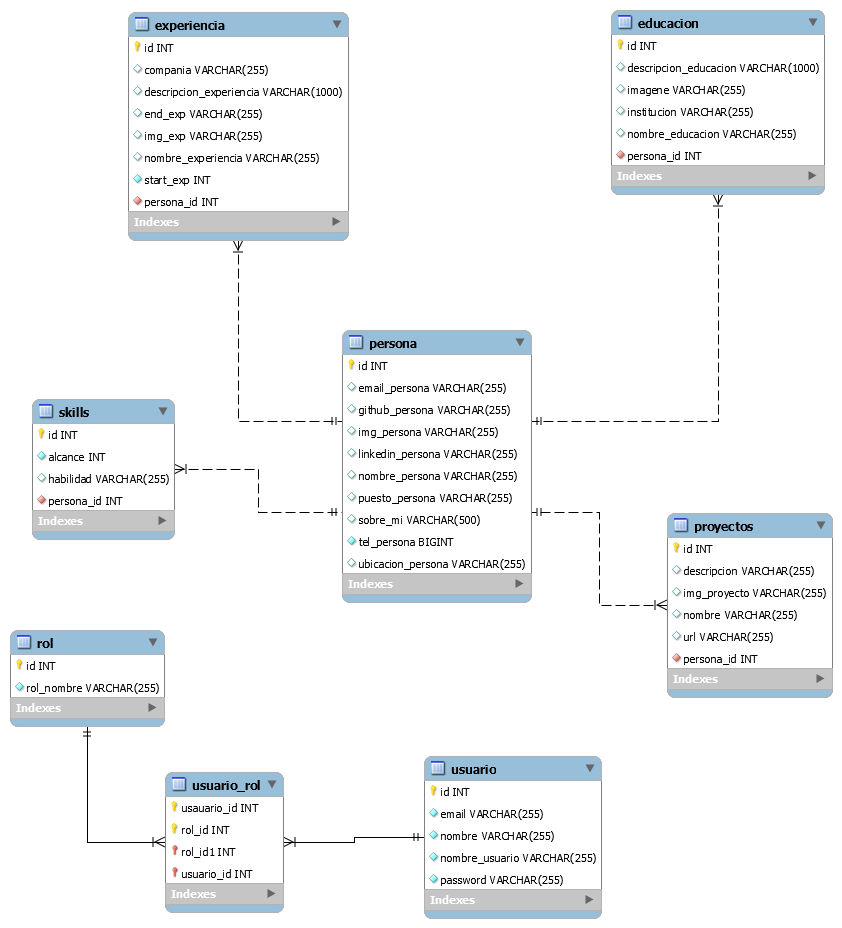 experiencia
id INT
compania VARCHAR(255)
descripcion_experiencia VARCHAR(1000)
end_exp VARCHAR(255)
img_exp VARCHAR(255)
nombre_experiencia VARCHAR(255)
start_exp INT
persona_id INT
Indexes
educacion
id INT
descripcion_educacion VARCHAR(1000)
imagene VARCHAR(255)
institucion VARCHAR(255)
nombre_educacion VARCHAR(255)
persona_id INT
Indexes
persona
id INT
email_persona VARCHAR(255)
github_persona VARCHAR(255)
img_persona VARCHAR(255)
linkedin_persona VARCHAR(255)
nombre_persona VARCHAR(255)
puesto_persona VARCHAR(255)
sobre_mi VARCHAR(500)
tel_persona BIGINT
ubicacion_persona VARCHAR(255)
Indexes
skills
id INT
alcance INT
habilidad VARCHAR(255)
persona_id INT
Indexes
proyectos
id INT
descripcion VARCHAR(255)
img_proyecto VARCHAR(255)
nombre VARCHAR(255)
url VARCHAR(255)
persona_id INT
Indexes
rol
id INT
rol_nombre VARCHAR(255)
Indexes
usuario_rol
usauario_id INT
rol_id INT
rol_id1 INT
usuario_id INT
Indexes
usuario
id INT
email VARCHAR(255)
nombre VARCHAR(255)
nombre_usuario VARCHAR(255)
password VARCHAR(255)
Indexes